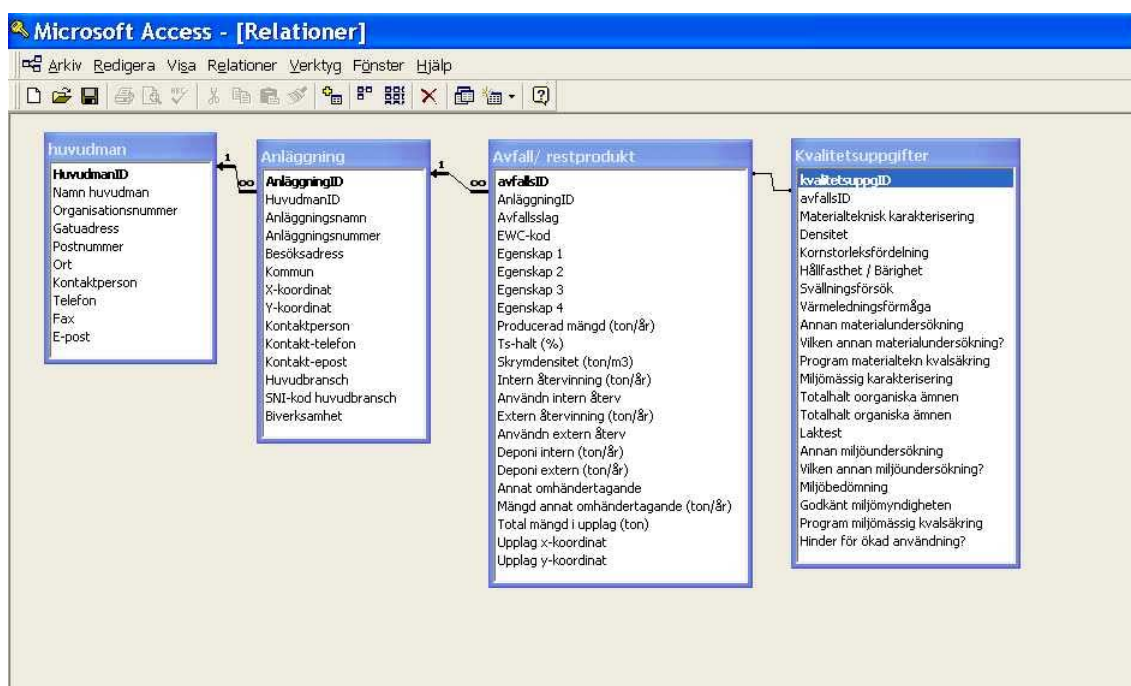 Microsoft Access - [Relationer]
Arkiv Redigera Visa Relationer Verktyg Fönster Hjälp
huvudman
HuvudmanID
Namn huvudman
Organisationsnummer
Gatuadress
Postnummer
Ort
Kontaktperson
Telefon
Fax
E-post
1
∞
Anläggning
AnläggningID
HuvudmanID
Anläggningsnamn
Anläggningsnummer
Besöksadress
Kommun
X-koordinat
Y-koordinat
Kontaktperson
Kontakt-telefon
Kontakt-epost
Huvudbransch
SNI-kod huvudbransch
Biverksamhet
1
∞
Avfall/ restprodukt
avfallsID
AnläggningID
Avfallsslag
EWC-kod
Egenskap 1
Egenskap 2
Egenskap 3
Egenskap 4
Producerad mängd (ton/år)
Ts-halt (%)
Skrymdensitet (ton/m3)
Intern återvinning (ton/år)
Användn intern återv
Extern återvinning (ton/år)
Användn extern återv
Deponi intern (ton/år)
Deponi extern (ton/år)
Annat omhändertagande
Mängd annat omhändertagande (ton/år)
Total mängd i upplag (ton)
Upplag x-koordinat
Upplag y-koordinat
Kvalitetsuppgifter
kvalitetsuppgID
avfallsID
Materialteknisk karakterisering
Densitet
Kornstorleksfördelning
Hållfasthet / Bärighet
Svällningsförsök
Värmeledningsförmåga
Annan materialundersökning
Vilken annan materialundersökning?
Program materialtekn kvalsäkring
Miljömässig karakterisering
Totalhalt oorganiska ämnen
Totalhalt organiska ämnen
Laktest
Annan miljöundersökning
Vilken annan miljöundersökning?
Miljöbedömning
Godkänt miljömyndigheten
Program miljömässig kvalsäkring
Hinder för ökad användning?